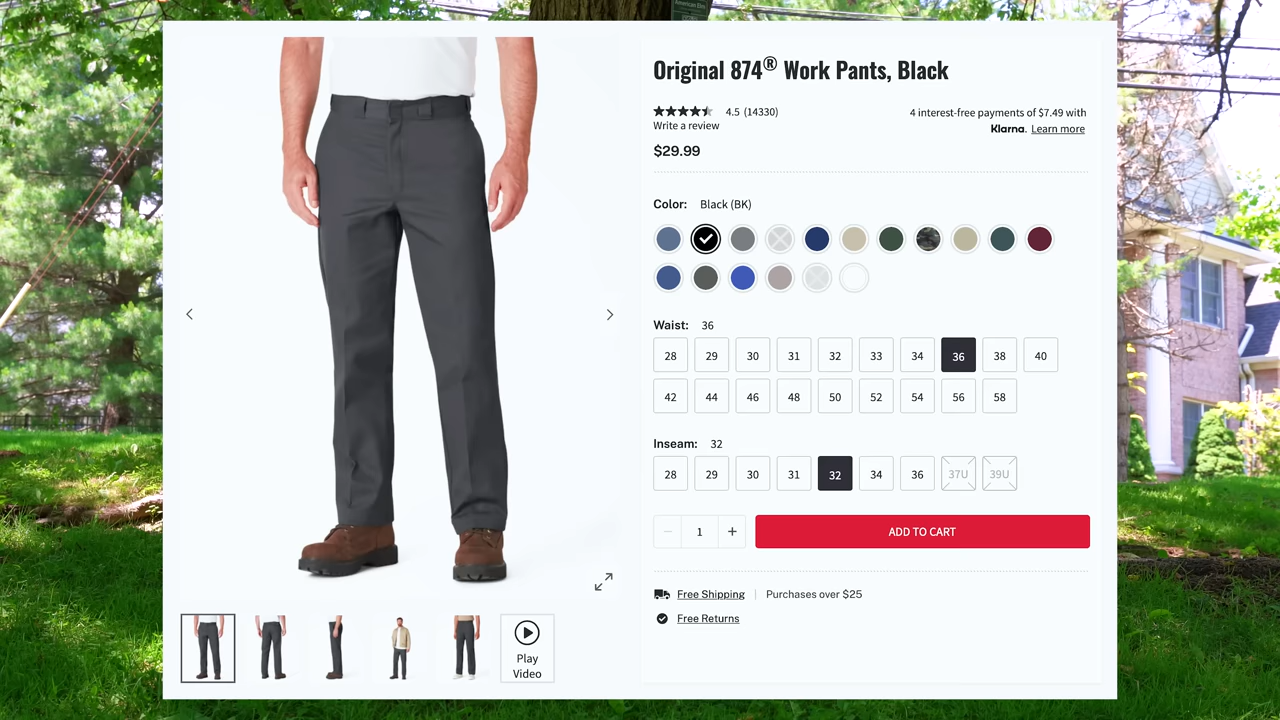 American Elm
Original 874® Work Pants, Black
4.5 (14330)
Write a review
4 interest-free payments of $7.49 with
Klarna. Learn more
$29.99
Color: Black (BK)
Waist: 36
28 29 30 31 32 33 34 36 38 40
42 44 46 48 50 52 54 56 58
Inseam: 32
28 29 30 31 32 34 36 37U 39U
− 1 + ADD TO CART
Free Shipping | Purchases over $25
Free Returns
Play
Video